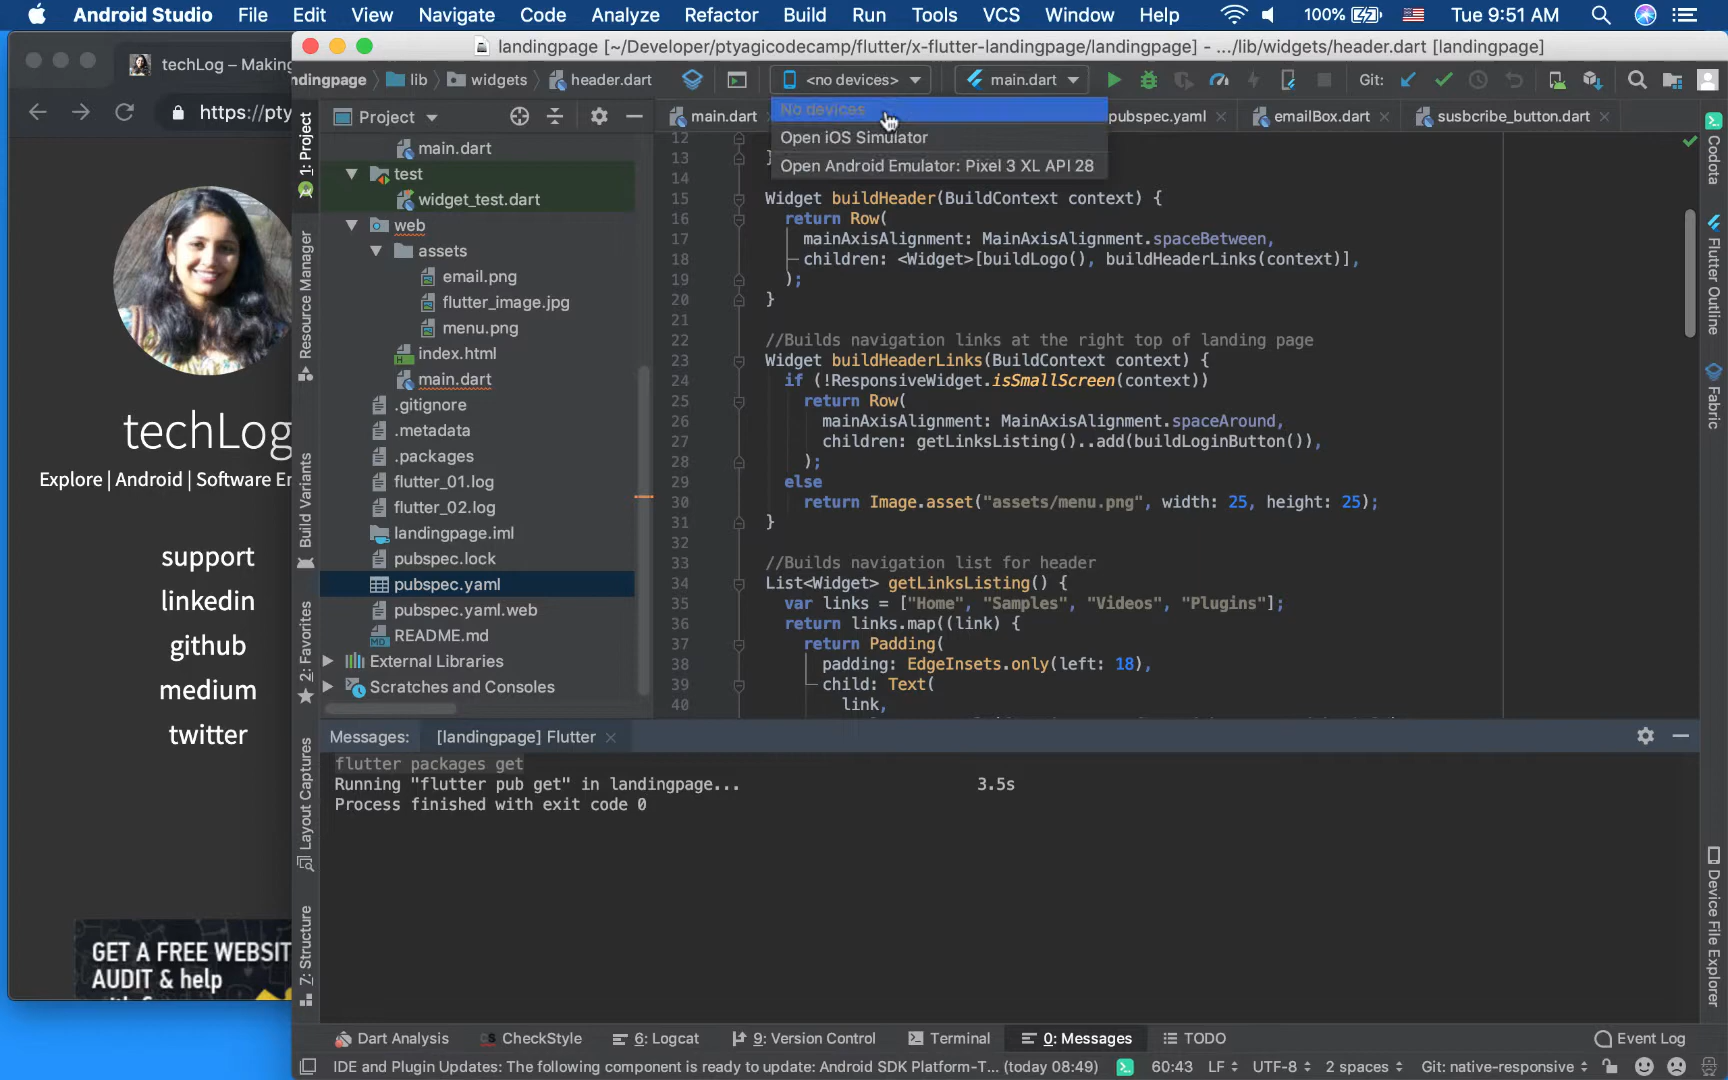 Android Studio File Edit View Navigate Code Analyze Refactor Build Run Tools VCS Window Help 100% Tue 9:51 AM
landingpage [~/Developer/ptyagicodecamp/flutter/x-flutter-landingpage/landingpage] - .../lib/widgets/header.dart [landingpage]
techLog – Making
https://pty
ndingpage lib widgets header.dart <no devices> main.dart Git:
Project
main.dart pubspec.yaml emailBox.dart susbcribe_button.dart
No devices
Open iOS Simulator
Open Android Emulator: Pixel 3 XL API 28
1: Project
Resource Manager
Build Variants
2: Favorites
Layout Captures
7: Structure
main.dart
test
widget_test.dart
web
assets
email.png
flutter_image.jpg
menu.png
index.html
main.dart
.gitignore
.metadata
.packages
flutter_01.log
flutter_02.log
landingpage.iml
pubspec.lock
pubspec.yaml
pubspec.yaml.web
README.md
External Libraries
Scratches and Consoles
12
13 }
14
15 Widget buildHeader(BuildContext context) {
16 return Row(
17 mainAxisAlignment: MainAxisAlignment.spaceBetween,
18 children: <Widget>[buildLogo(), buildHeaderLinks(context)],
19 );
20 }
21
22 //Builds navigation links at the right top of landing page
23 Widget buildHeaderLinks(BuildContext context) {
24 if (!ResponsiveWidget.isSmallScreen(context))
25 return Row(
26 mainAxisAlignment: MainAxisAlignment.spaceAround,
27 children: getLinksListing()..add(buildLoginButton()),
28 );
29 else
30 return Image.asset("assets/menu.png", width: 25, height: 25);
31 }
32
33 //Builds navigation list for header
34 List<Widget> getLinksListing() {
35 var links = ["Home", "Samples", "Videos", "Plugins"];
36 return links.map((link) {
37 return Padding(
38 padding: EdgeInsets.only(left: 18),
39 child: Text(
40 link,
Codota
Flutter Outline
Fabric
Device File Explorer
techLog
Explore | Android | Software En
support
linkedin
github
medium
twitter
GET A FREE WEBSIT
AUDIT & help
Messages: [landingpage] Flutter
flutter packages get
Running "flutter pub get" in landingpage... 3.5s
Process finished with exit code 0
Dart Analysis CheckStyle 6: Logcat 9: Version Control Terminal 0: Messages TODO Event Log
IDE and Plugin Updates: The following component is ready to update: Android SDK Platform-T... (today 08:49) 60:43 LF UTF-8 2 spaces Git: native-responsive